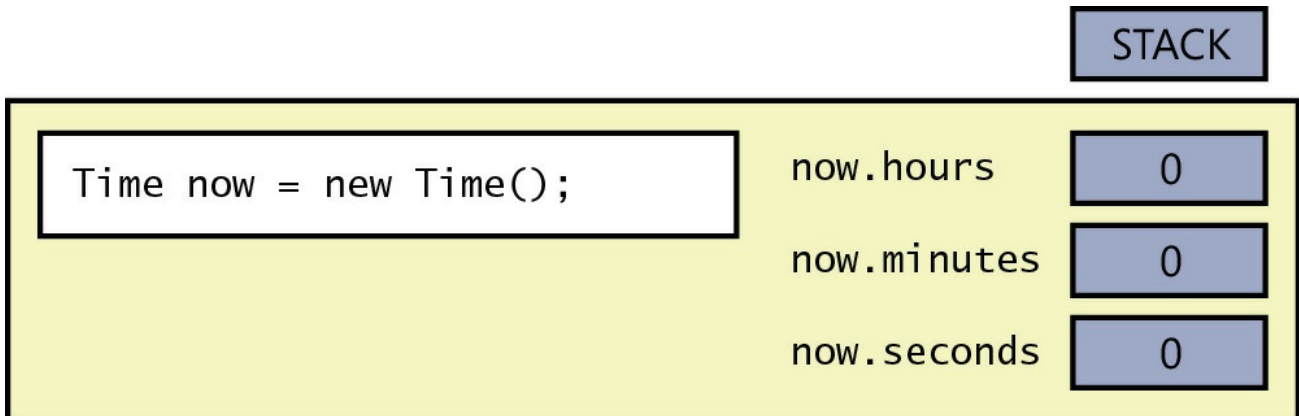 STACK
Time now = new Time();
now.hours 0
now.minutes 0
now.seconds 0